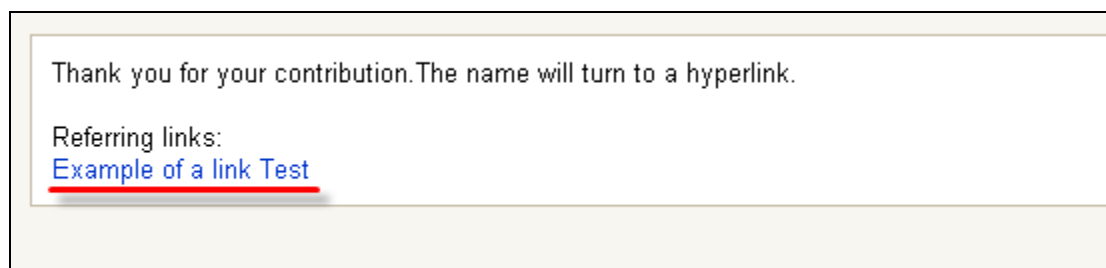 Thank you for your contribution.The name will turn to a hyperlink.
Referring links:
Example of a link Test